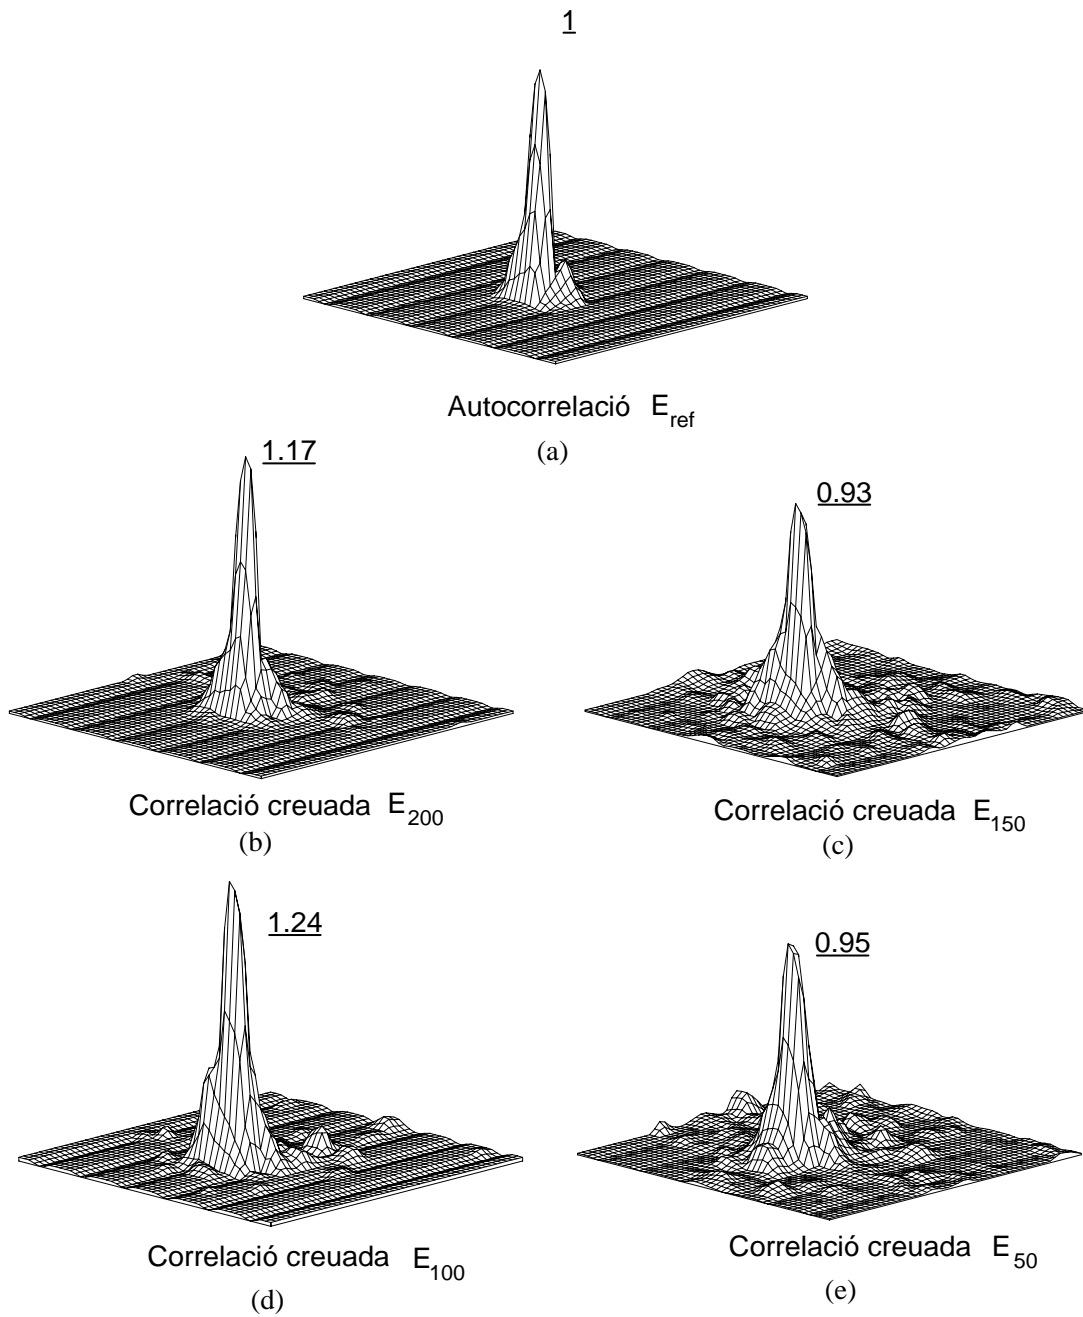 1
Autocorrelació E_ref
(a)
1.17
0.93
Correlació creuada E_200
(b)
Correlació creuada E_150
(c)
1.24
0.95
Correlació creuada E_100
(d)
Correlació creuada E_50
(e)